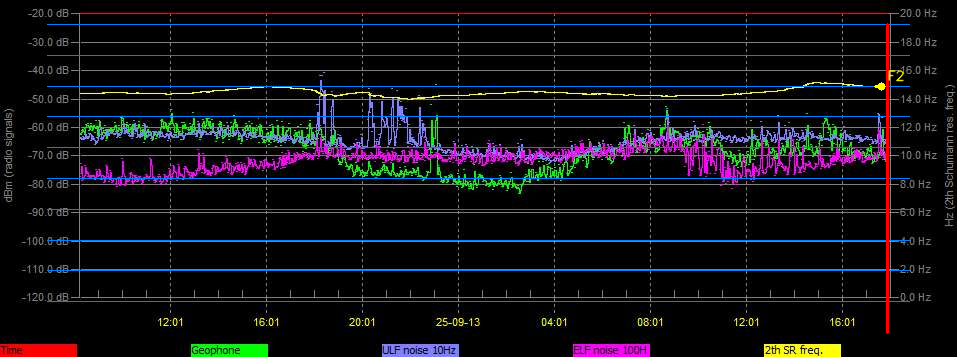 -20.0 dB 20.0 Hz
-30.0 dB 18.0 Hz
-40.0 dB 16.0 Hz
F2
-50.0 dB 14.0 Hz
-60.0 dB 12.0 Hz
-70.0 dB 10.0 Hz
-80.0 dB 8.0 Hz
-90.0 dB 6.0 Hz
-100.0 dB 4.0 Hz
-110.0 dB 2.0 Hz
-120.0 dB 0.0 Hz
dBm (radio signals)
Hz (2th Schumann res. freq.)
12:01 16:01 20:01 25-09-13 04:01 08:01 12:01 16:01
Time Geophone ULF noise 10Hz ELF noise 100H 2th SR freq.